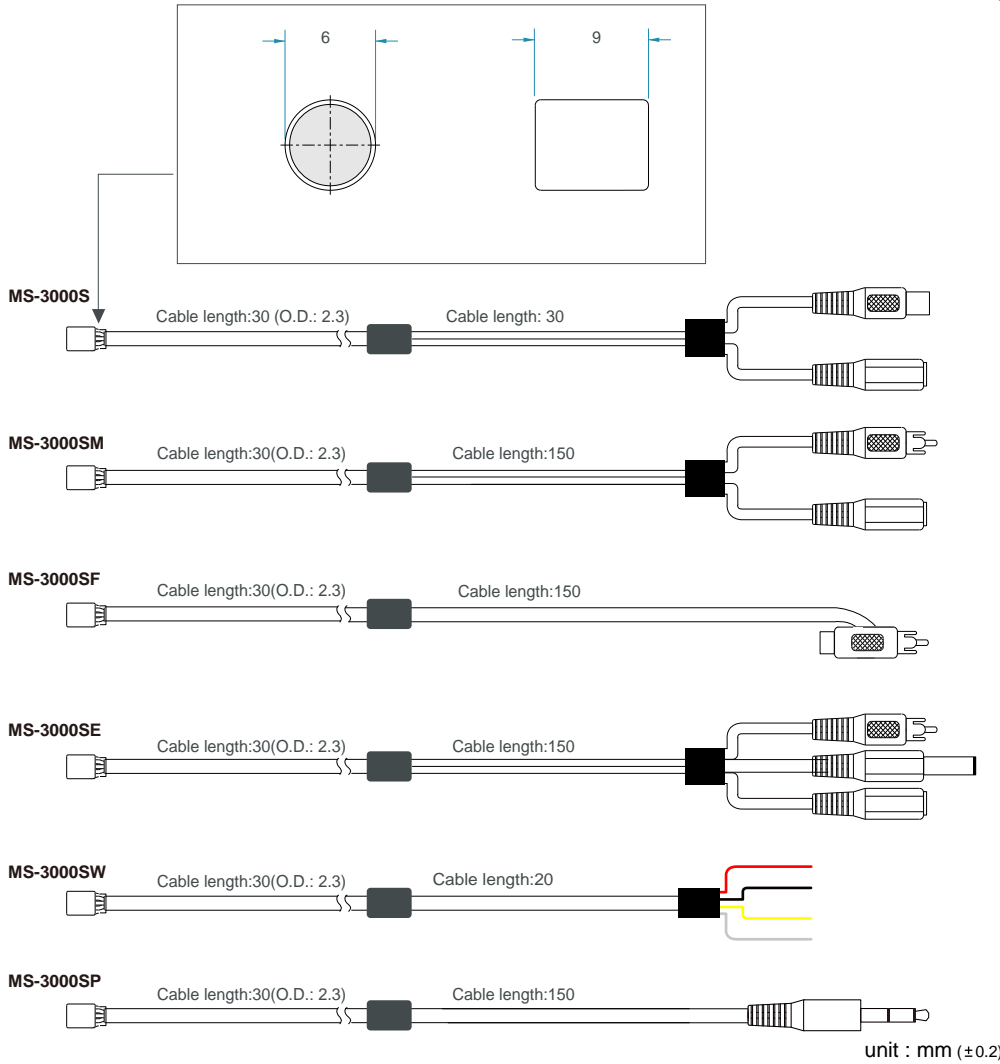 6
9
MS-3000S
Cable length:30 (O.D.: 2.3)
Cable length: 30
MS-3000SM
Cable length:30(O.D.: 2.3)
Cable length:150
MS-3000SF
Cable length:30(O.D.: 2.3)
Cable length:150
MS-3000SE
Cable length:30(O.D.: 2.3)
Cable length:150
MS-3000SW
Cable length:30(O.D.: 2.3)
Cable length:20
MS-3000SP
Cable length:30(O.D.: 2.3)
Cable length:150
unit : mm (±0.2)